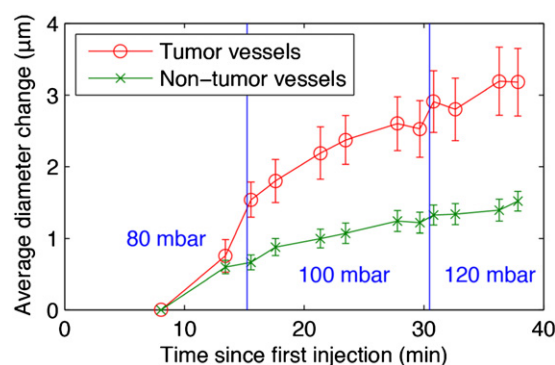 Average diameter change (µm)
4
3
2
1
0
Tumor vessels
Non-tumor vessels
80 mbar
100 mbar
120 mbar
0 10 20 30 40
Time since first injection (min)